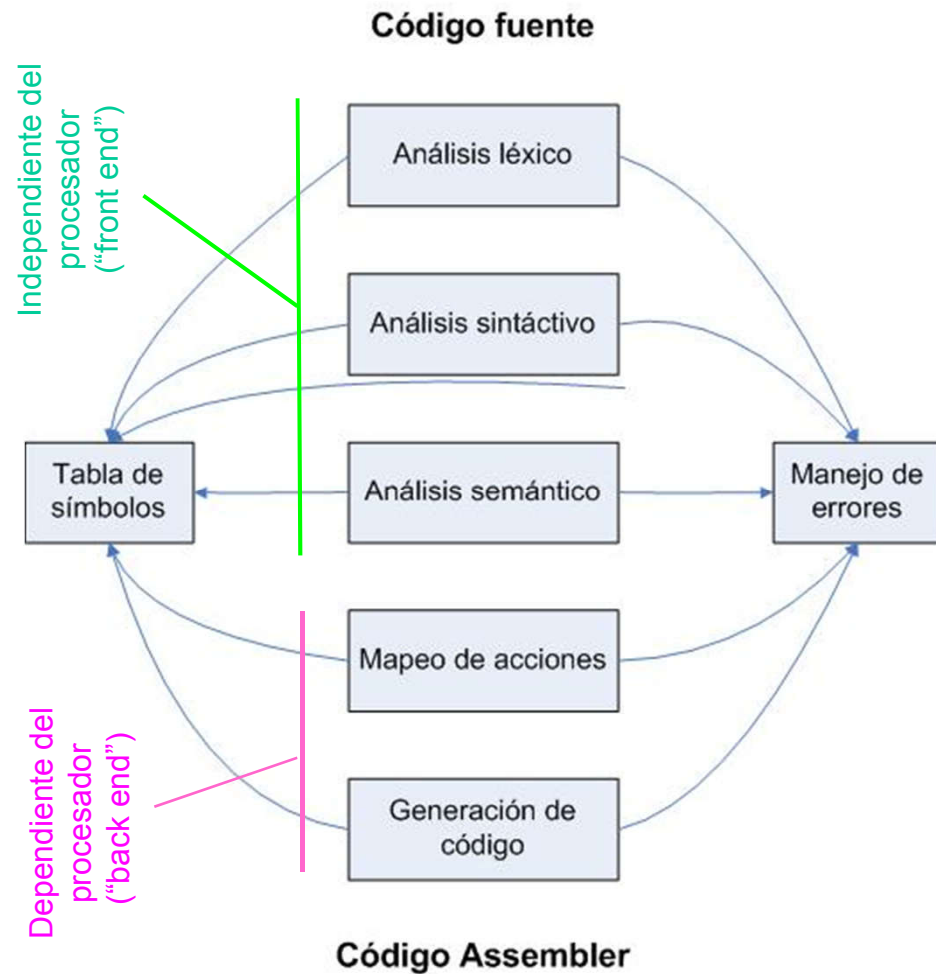 Código fuente
Independiente del
procesador
(“front end”)
Análisis léxico
Análisis sintáctivo
Tabla de
símbolos
Análisis semántico
Manejo de
errores
Mapeo de acciones
Dependiente del
procesador
(“back end”)
Generación de
código
Código Assembler